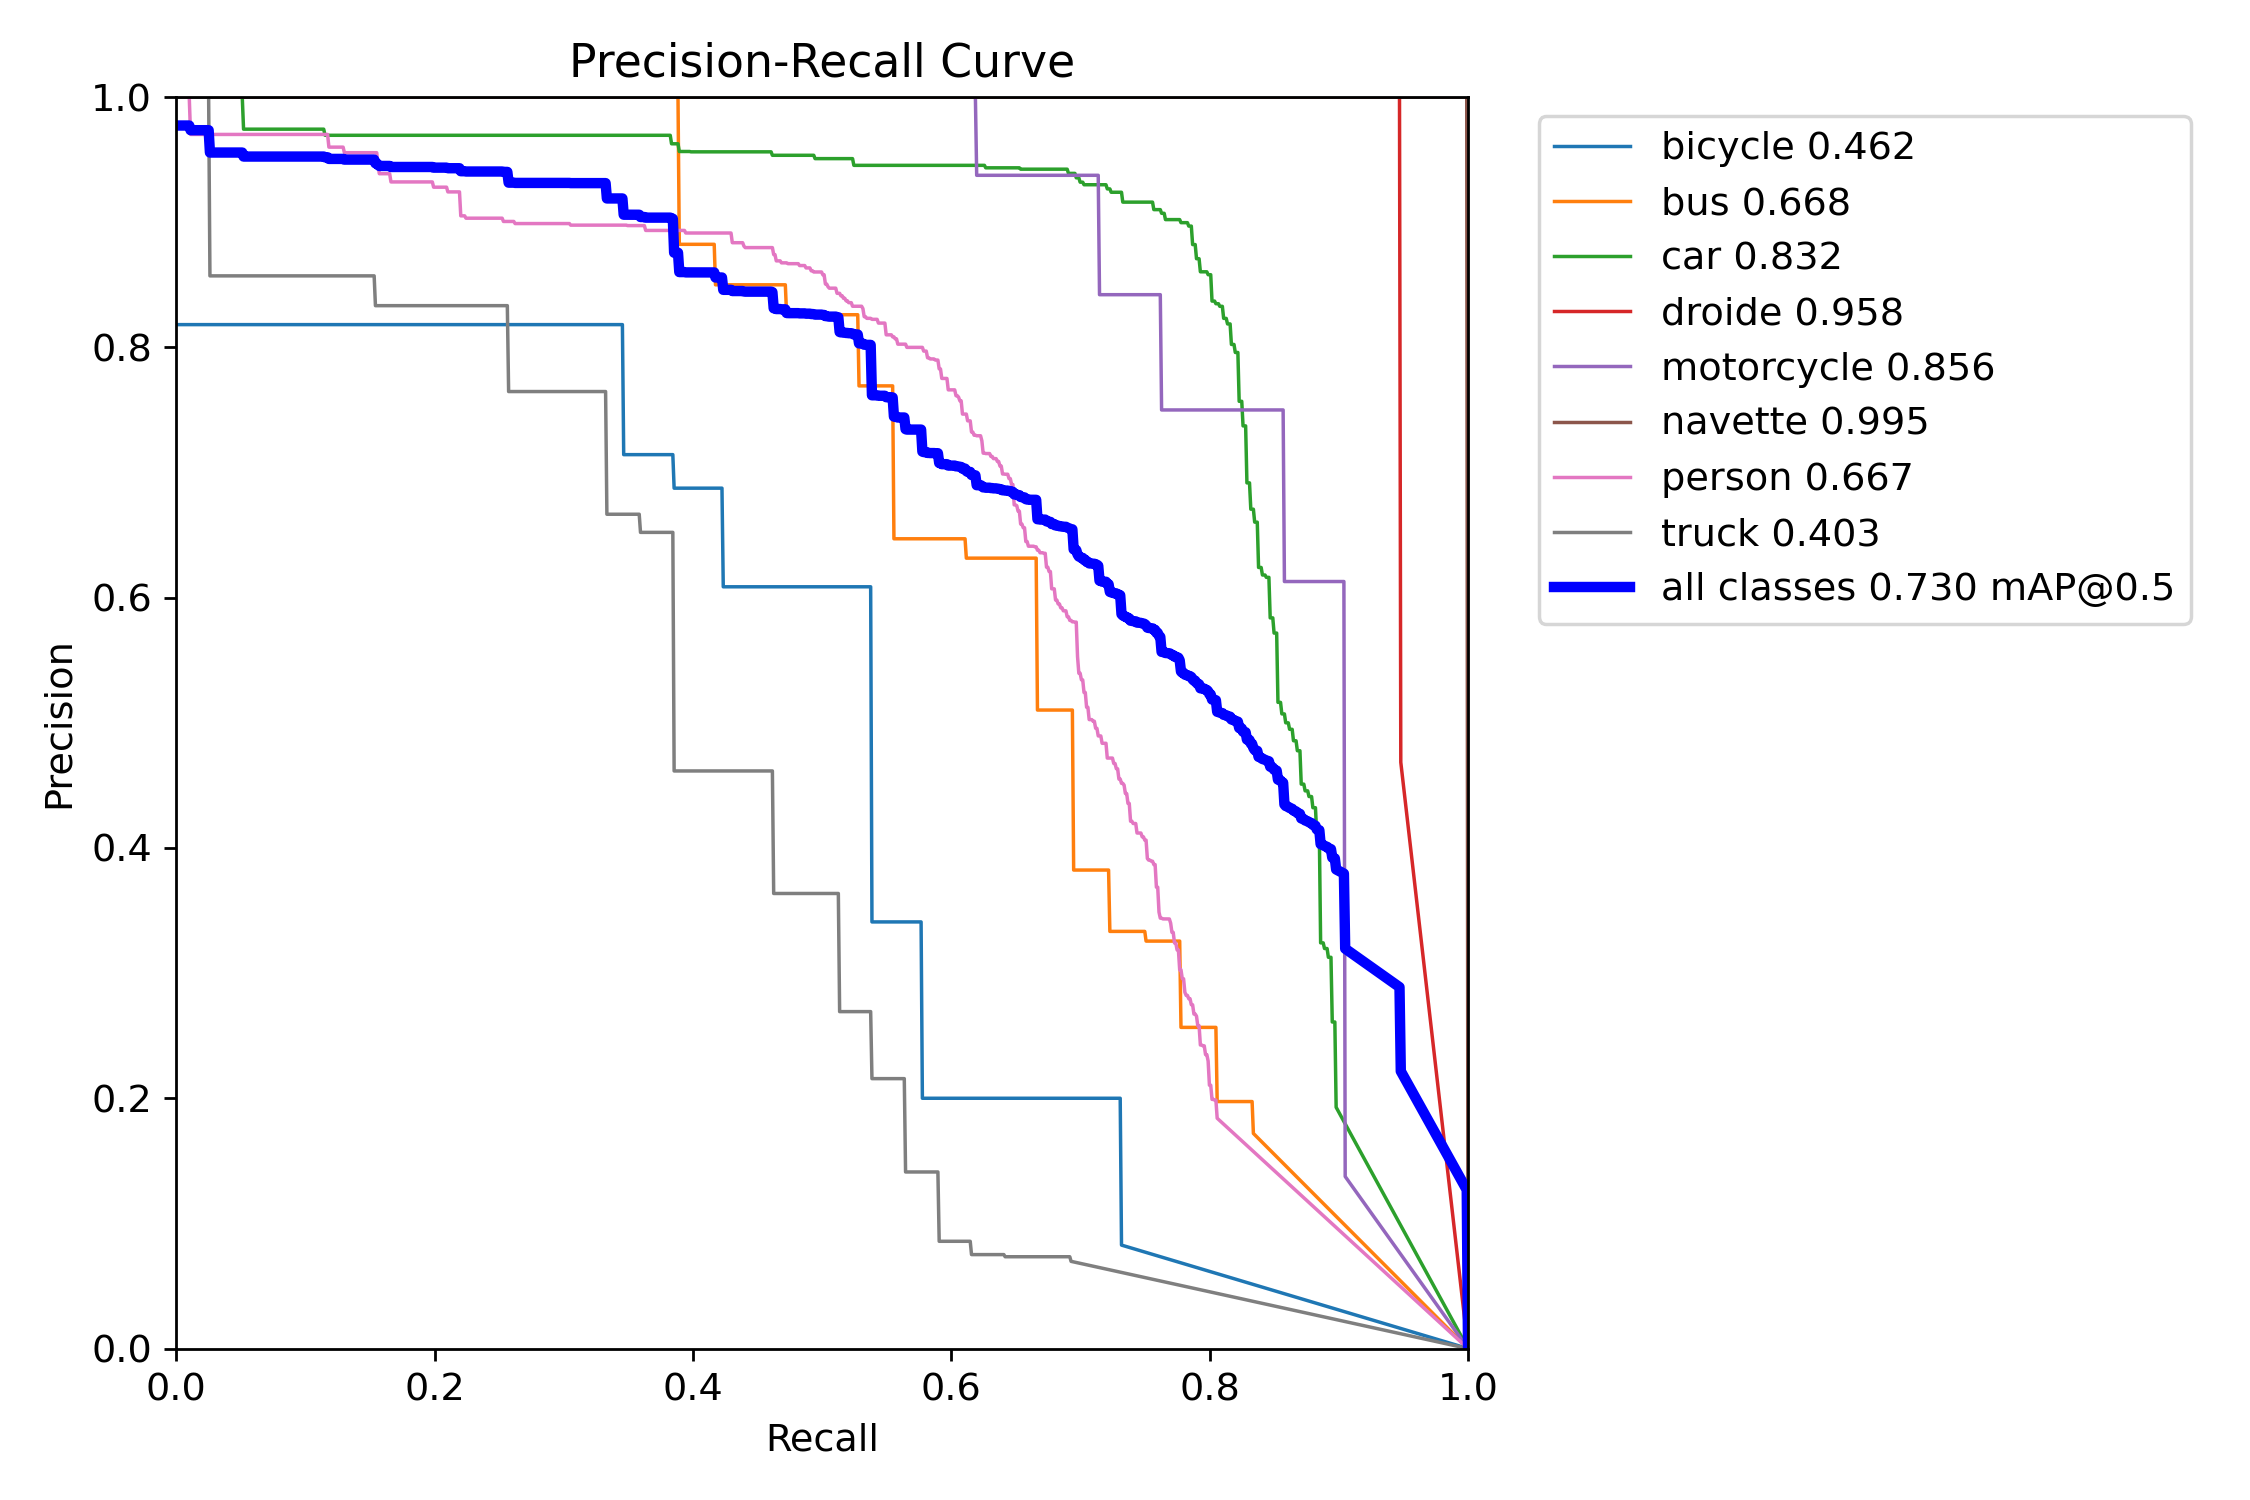 Precision-Recall Curve
1.0
0.8
0.6
0.4
0.2
0.0
Precision
0.0 0.2 0.4 0.6 0.8 1.0
Recall
bicycle 0.462
bus 0.668
car 0.832
droide 0.958
motorcycle 0.856
navette 0.995
person 0.667
truck 0.403
all classes 0.730 mAP@0.5